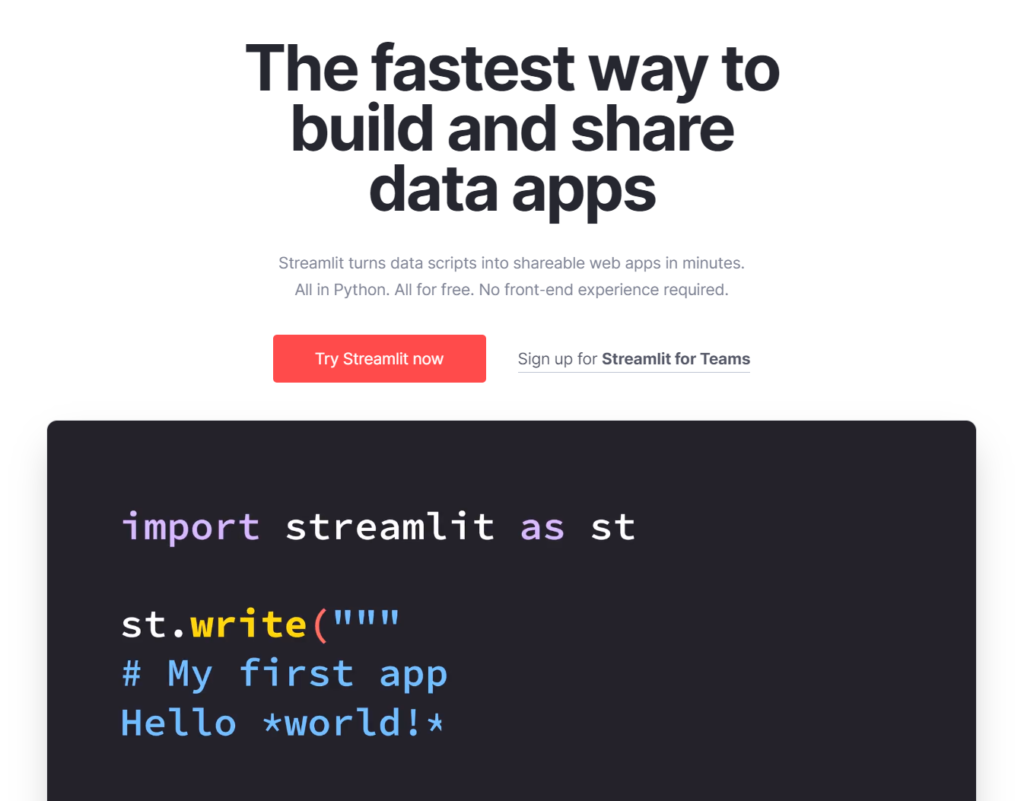 The fastest way to
build and share
data apps
Streamlit turns data scripts into shareable web apps in minutes.
All in Python. All for free. No front-end experience required.
Try Streamlit now
Sign up for Streamlit for Teams
import streamlit as st
st.write("""
# My first app
Hello *world!*